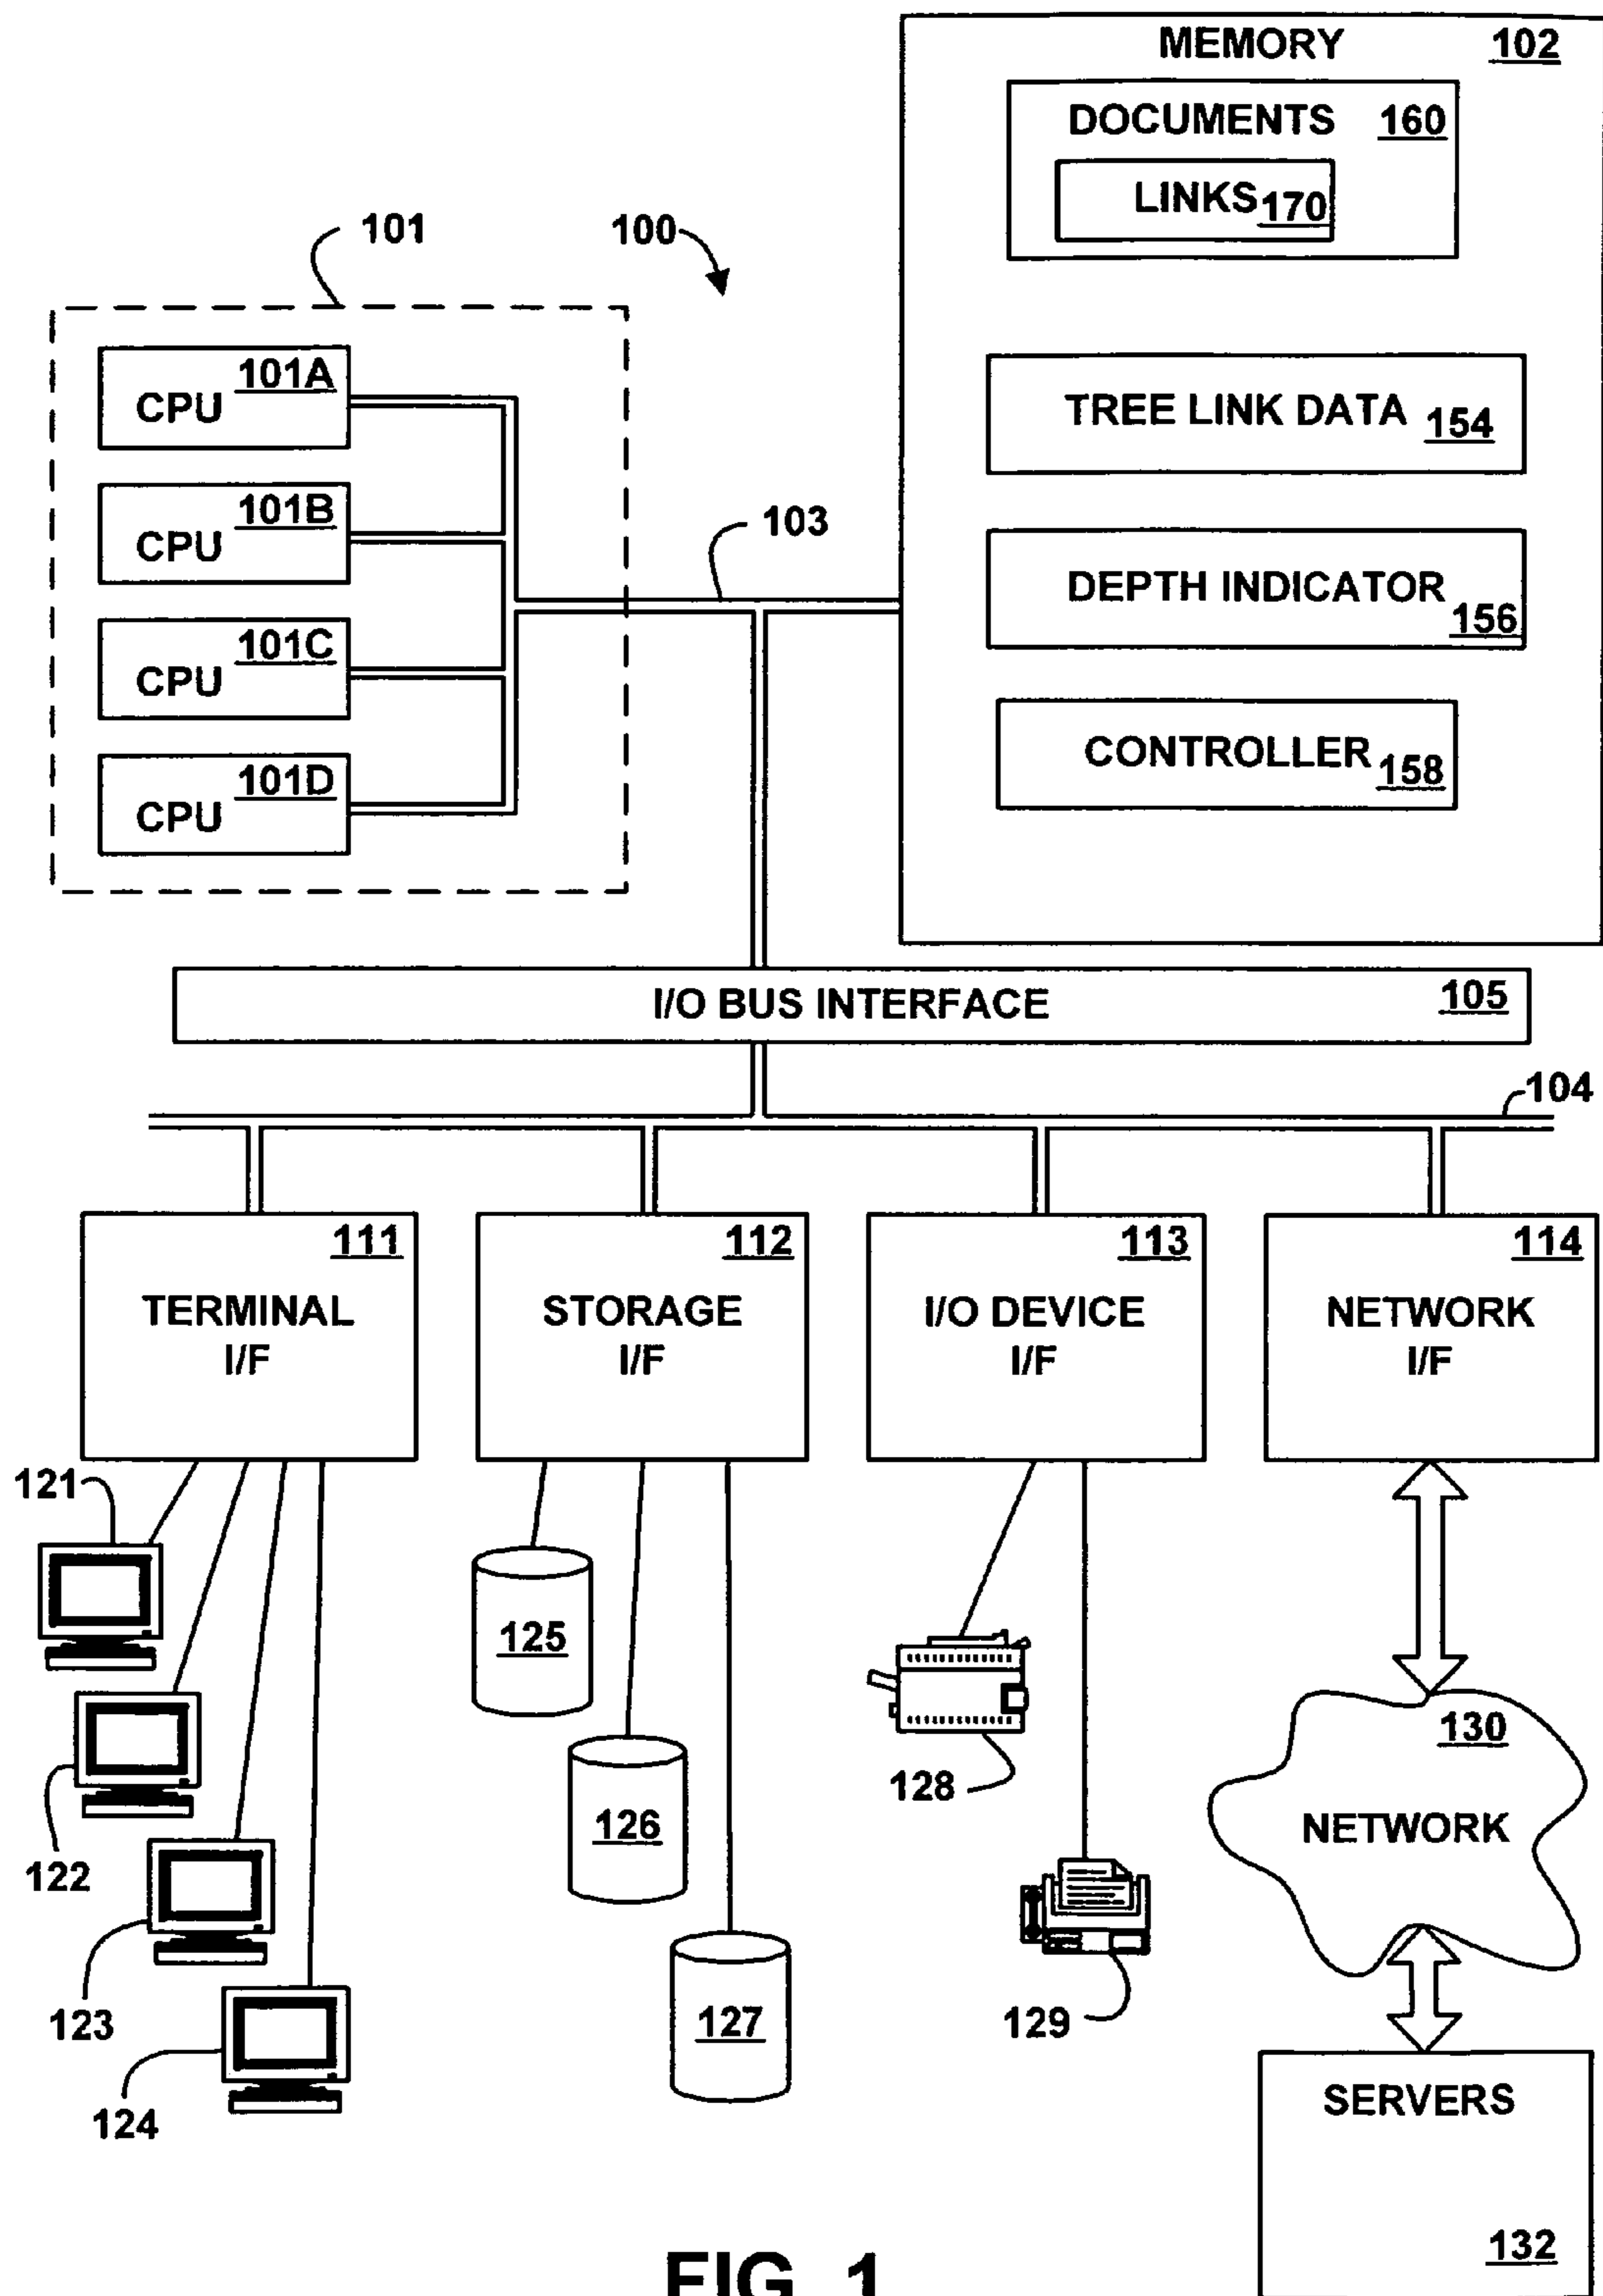 MEMORY 102
DOCUMENTS 160
LINKS 170
101
100
CPU 101A
TREE LINK DATA 154
CPU 101B
103
DEPTH INDICATOR 156
CPU 101C
CONTROLLER 158
CPU 101D
I/O BUS INTERFACE 105
104
111
TERMINAL
I/F
112
STORAGE
I/F
113
I/O DEVICE
I/F
114
NETWORK
I/F
121
122
123
124
125
126
127
128
129
130
NETWORK
SERVERS
132
FIG. 1